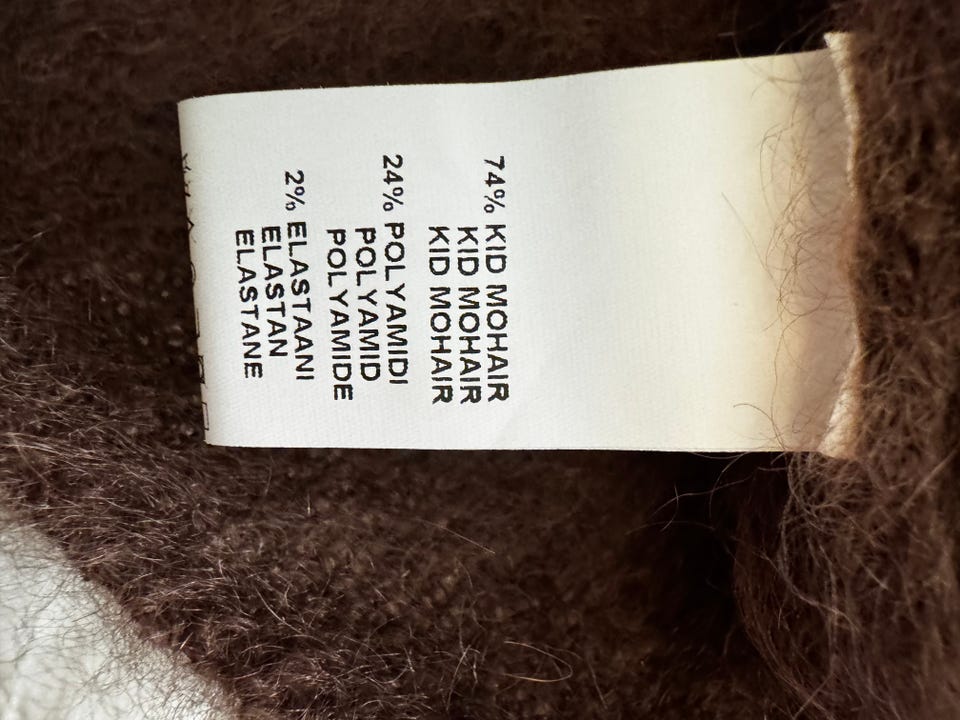 74% KID MOHAIR
KID MOHAIR
KID MOHAIR
24% POLYAMIDI
POLYAMID
POLYAMIDE
2% ELASTAANI
ELASTAN
ELASTANE